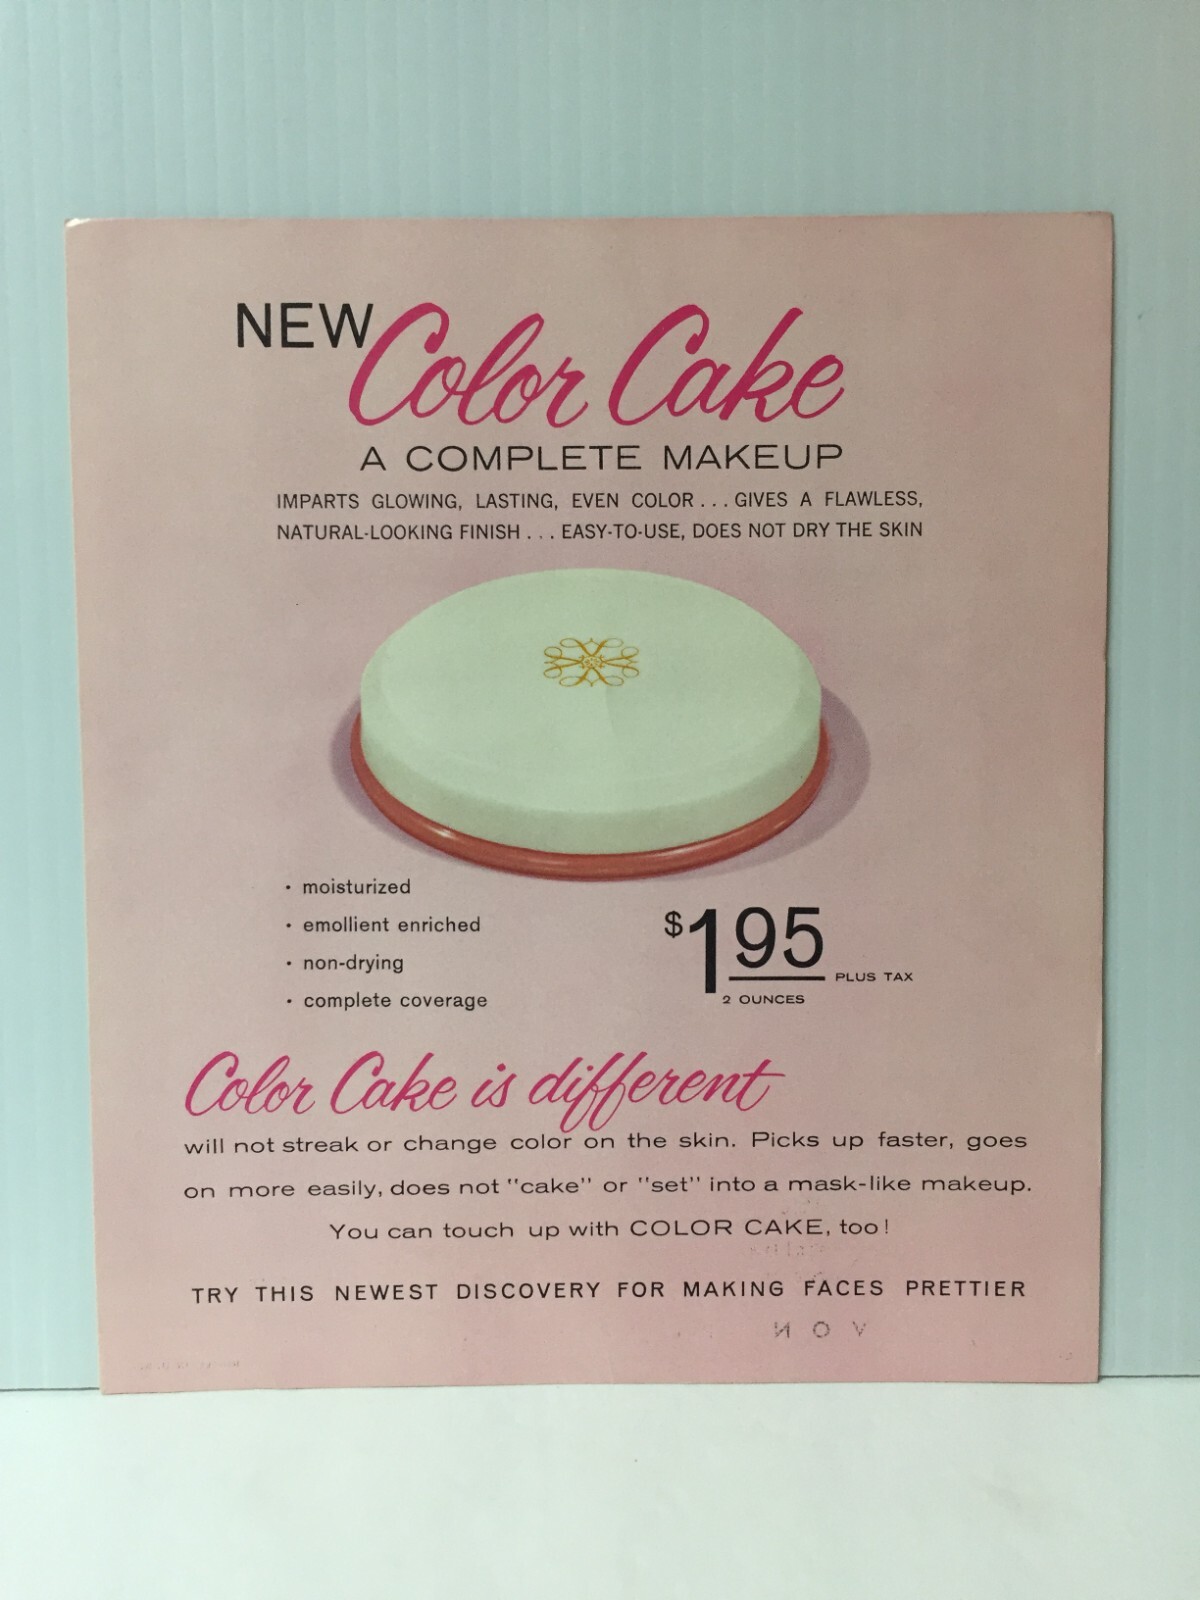 NEW Color Cake
A COMPLETE MAKEUP
IMPARTS GLOWING, LASTING, EVEN COLOR . . . GIVES A FLAWLESS,
NATURAL-LOOKING FINISH . . . EASY-TO-USE, DOES NOT DRY THE SKIN
• moisturized
• emollient enriched
• non-drying
• complete coverage
$1.95 PLUS TAX
2 OUNCES
Color Cake is different
will not streak or change color on the skin. Picks up faster, goes
on more easily, does not "cake" or "set" into a mask-like makeup.
You can touch up with COLOR CAKE, too!
TRY THIS NEWEST DISCOVERY FOR MAKING FACES PRETTIER